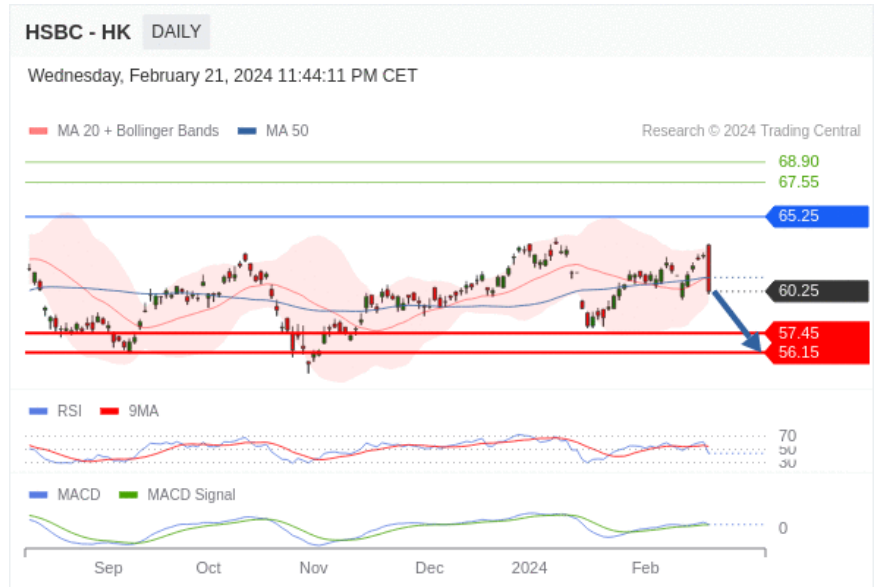 HSBC - HK DAILY
Wednesday, February 21, 2024 11:44:11 PM CET
MA 20 + Bollinger Bands MA 50 Research © 2024 Trading Central
68.90
67.55
65.25
60.25
57.45
56.15
RSI 9MA
70
50
30
MACD MACD Signal
0
Sep Oct Nov Dec 2024 Feb